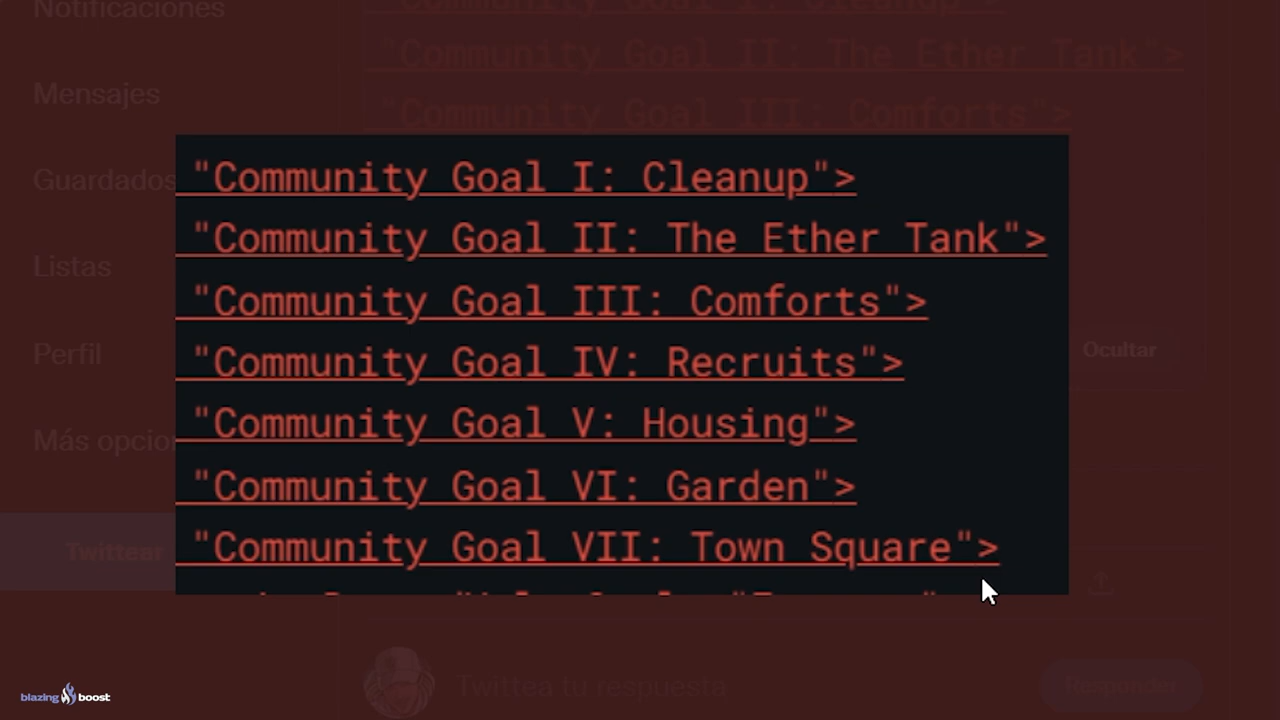 Notificaciones
"Community Goal I: Cleanup">
"Community Goal II: The Ether Tank">
Mensajes
"Community Goal III: Comforts">
Guardados
"Community Goal I: Cleanup">
"Community Goal II: The Ether Tank">
Listas
"Community Goal III: Comforts">
Perfil
Ocultar
"Community Goal IV: Recruits">
"Community Goal V: Housing">
Más opcio
"Community Goal VI: Garden">
"Community Goal VII: Town Square">
Twittear
Twittea tu respuesta
Responder
blazing boost